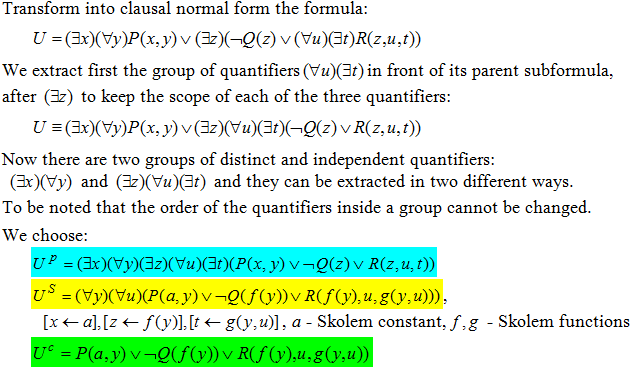 Transform into clausal normal form the formula:
U = (∃x)(∀y)P(x, y) ∨ (∃z)(¬Q(z) ∨ (∀u)(∃t)R(z,u,t))
We extract first the group of quantifiers (∀u)(∃t) in front of its parent subformula,
after (∃z) to keep the scope of each of the three quantifiers:
U ≡ (∃x)(∀y)P(x, y) ∨ (∃z)(∀u)(∃t)(¬Q(z) ∨ R(z,u,t))
Now there are two groups of distinct and independent quantifiers:
(∃x)(∀y) and (∃z)(∀u)(∃t) and they can be extracted in two different ways.
To be noted that the order of the quantifiers inside a group cannot be changed.
We choose:
U^P = (∃x)(∀y)(∃z)(∀u)(∃t)(P(x, y) ∨ ¬Q(z) ∨ R(z,u,t))
U^S = (∀y)(∀u)(P(a, y) ∨ ¬Q(f(y)) ∨ R(f(y),u,g(y,u))) ,
[x ← a],[z ← f(y)],[t ← g(y,u)] , a - Skolem constant, f,g - Skolem functions
U^C = P(a, y) ∨ ¬Q(f(y)) ∨ R(f(y),u,g(y,u))